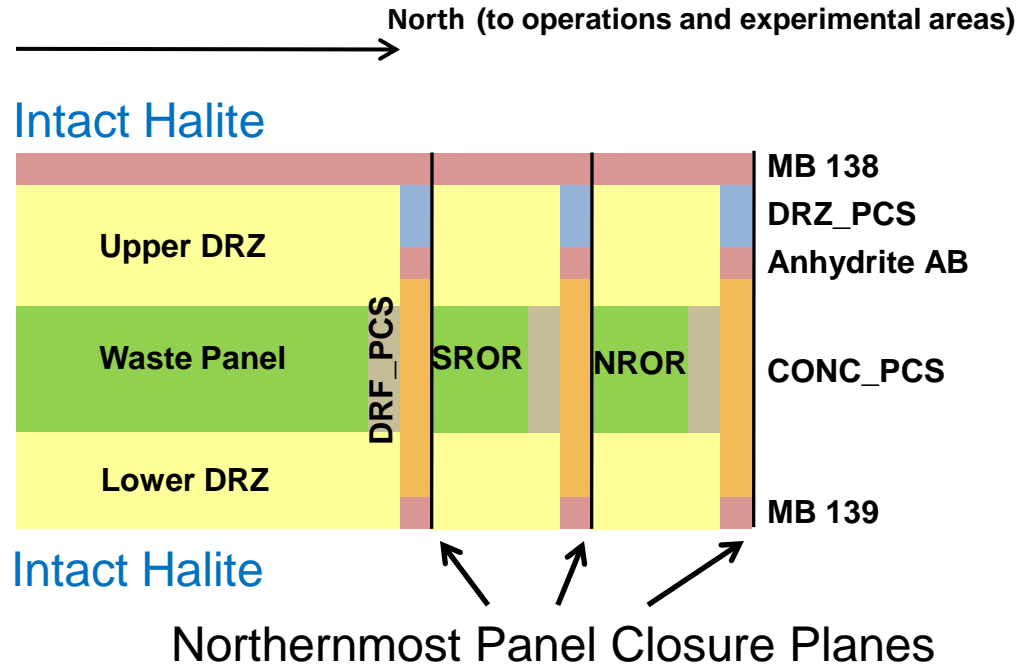 North (to operations and experimental areas)
Intact Halite
MB 138
DRZ_PCS
Upper DRZ
Anhydrite AB
DRF_PCS
Waste Panel
SROR
NROR
CONC_PCS
Lower DRZ
MB 139
Intact Halite
Northernmost Panel Closure Planes